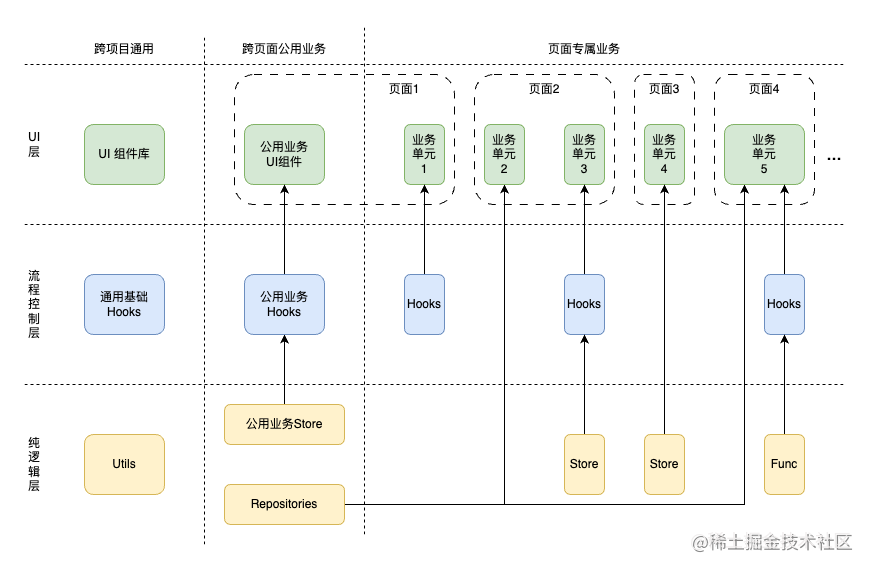 跨项目通用
跨页面公用业务
页面专属业务
页面1
页面2
页面3
页面4
UI
层
UI 组件库
公用业务
UI组件
业务
单元
1
业务
单元
2
业务
单元
3
业务
单元
4
业务
单元
5
...
流
程
控
制
层
通用基础
Hooks
公用业务
Hooks
Hooks
Hooks
Hooks
纯
逻
辑
层
Utils
公用业务Store
Repositories
Store
Store
Func
@稀土掘金技术社区